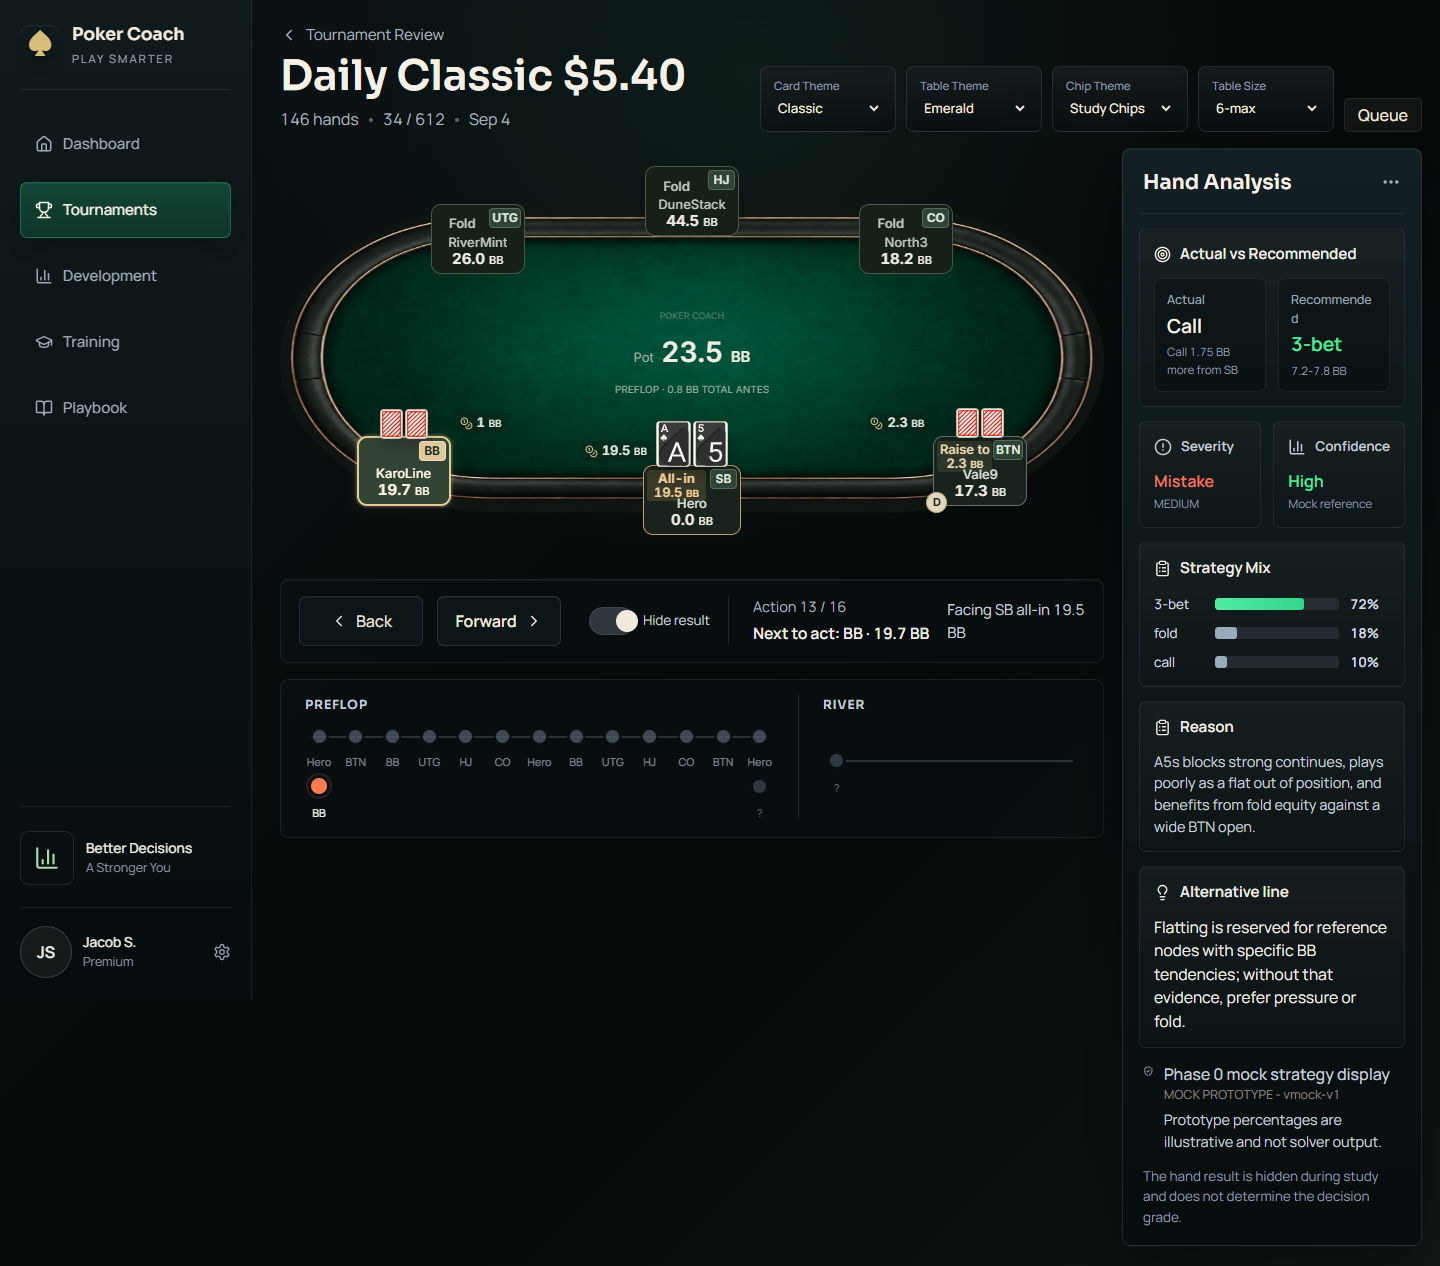 Poker Coach
PLAY SMARTER
Dashboard
Tournaments
Development
Training
Playbook
Better Decisions
A Stronger You
JS
Jacob S.
Premium
Tournament Review
Daily Classic $5.40
146 hands • 34 / 612 • Sep 4
Card Theme
Classic
Table Theme
Emerald
Chip Theme
Study Chips
Table Size
6-max
Queue
Fold HJ
DuneStack
44.5 BB
Fold UTG
RiverMint
26.0 BB
Fold CO
North3
18.2 BB
POKER COACH
Pot 23.5 BB
PREFLOP · 0.8 BB TOTAL ANTES
1 BB
2.3 BB
19.5 BB
A
A
5
5
BB
KaroLine
19.7 BB
All-in SB
19.5 BB
Hero
0.0 BB
Raise to BTN
2.3 BB
Vale9
17.3 BB
D
Back
Forward
Hide result
Action 13 / 16
Next to act: BB · 19.7 BB
Facing SB all-in 19.5
BB
PREFLOP
Hero BTN BB UTG HJ CO Hero BB UTG HJ CO BTN Hero
BB
?
RIVER
?
Hand Analysis
Actual vs Recommended
Actual
Call
Call 1.75 BB
more from SB
Recommende
d
3-bet
7.2-7.8 BB
Severity
Mistake
MEDIUM
Confidence
High
Mock reference
Strategy Mix
3-bet 72%
fold 18%
call 10%
Reason
A5s blocks strong continues, plays
poorly as a flat out of position, and
benefits from fold equity against a
wide BTN open.
Alternative line
Flatting is reserved for reference
nodes with specific BB
tendencies; without that
evidence, prefer pressure or
fold.
Phase 0 mock strategy display
MOCK PROTOTYPE - vmock-v1
Prototype percentages are
illustrative and not solver output.
The hand result is hidden during study
and does not determine the decision
grade.